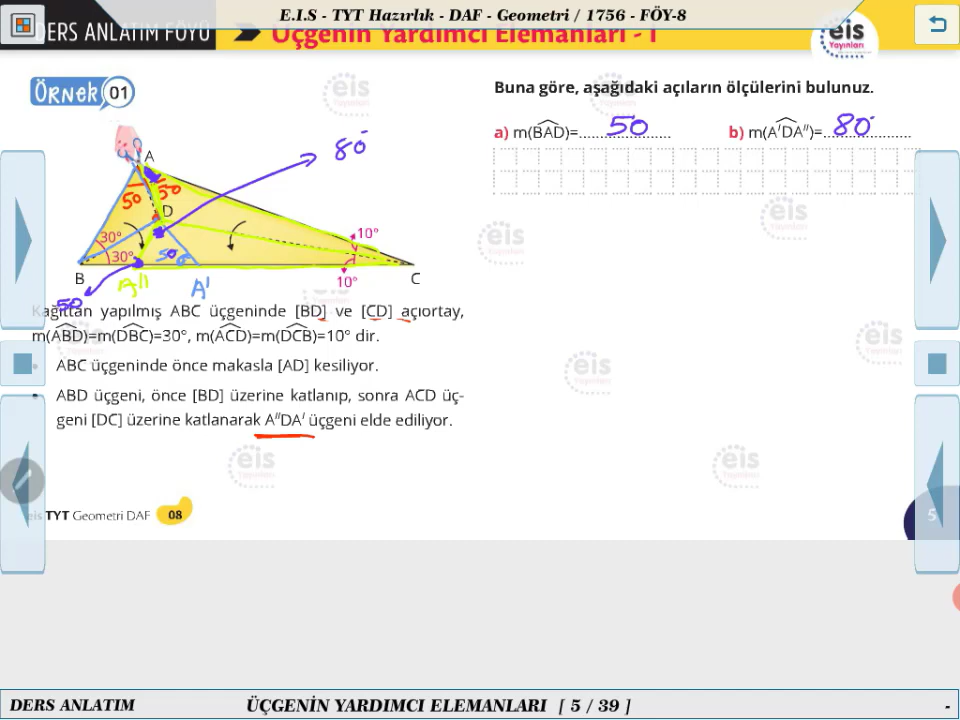 E.I.S - TYT Hazırlık - DAF - Geometri / 1756 - FÖY-8
DERS ANLATIM FÖYÜ
Üçgenin Yardımcı Elemanları - I
eis
Yayınları
ÖRNEK 01
Buna göre, aşağıdaki açıların ölçülerini bulunuz.
a) m(BAD)=...................... 50
b) m(A'DA")=.................... 80
80°
A
50 50
D
30°
30°
50
10°
10°
B
A"
A'
C
50
Kağıttan yapılmış ABC üçgeninde [BD] ve [CD] açıortay,
m(ABD)=m(DBC)=30°, m(ACD)=m(DCB)=10° dir.
• ABC üçgeninde önce makasla [AD] kesiliyor.
• ABD üçgeni, önce [BD] üzerine katlanıp, sonra ACD üç-
geni [DC] üzerine katlanarak A"DA' üçgeni elde ediliyor.
eis TYT Geometri DAF 08
5
DERS ANLATIM
ÜÇGENİN YARDIMCI ELEMANLARI [ 5 / 39 ]
-